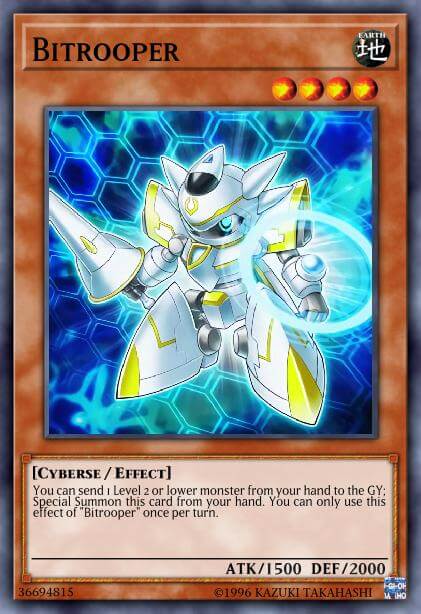 BITROOPER
EARTH
地
[CYBERSE / EFFECT]
You can send 1 Level 2 or lower monster from your hand to the GY;
Special Summon this card from your hand. You can only use this
effect of "Bitrooper" once per turn.
ATK/1500 DEF/2000
36694815 ©1996 KAZUKI TAKAHASHI